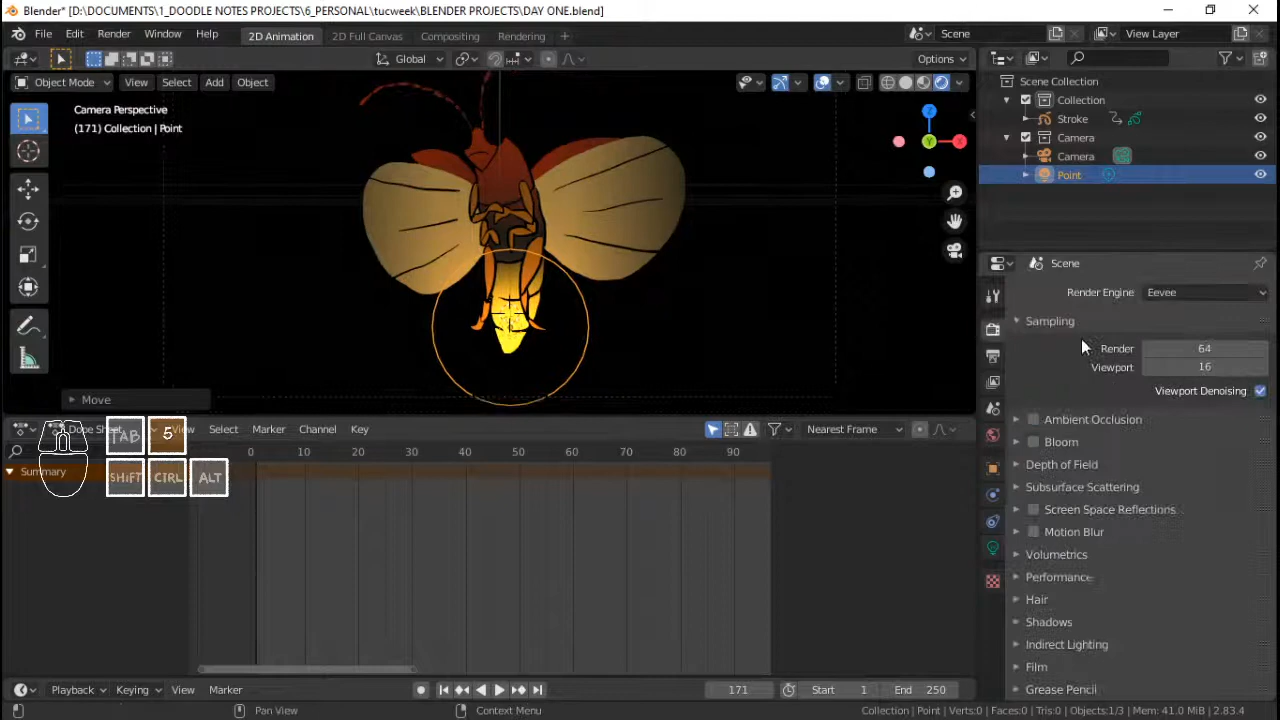 Blender* [D:\DOCUMENTS\1_DOODLE NOTES PROJECTS\6_PERSONAL\tucweek\BLENDER PROJECTS\DAY ONE.blend]
File Edit Render Window Help 2D Animation 2D Full Canvas Compositing Rendering + Scene View Layer
Global Options
Object Mode View Select Add Object
Camera Perspective
(171) Collection | Point
Z
Y
X
Scene Collection
Collection
Stroke
Camera
Camera
Point
Scene
Render Engine Eevee
Sampling
Render 64
Viewport 16
Viewport Denoising
Ambient Occlusion
Bloom
Depth of Field
Subsurface Scattering
Screen Space Reflections
Motion Blur
Volumetrics
Performance
Hair
Shadows
Indirect Lighting
Film
Grease Pencil
Move
Dope Sheet View Select Marker Channel Key Nearest Frame
TAB 5
SHiFT CTRL ALT
0 10 20 30 40 50 60 70 80 90
Summary
Playback Keying View Marker 171 Start 1 End 250
Pan View Context Menu Collection | Point | Verts:0 | Faces:0 | Tris:0 | Objects:1/3 | Mem: 41.0 MiB | 2.83.4